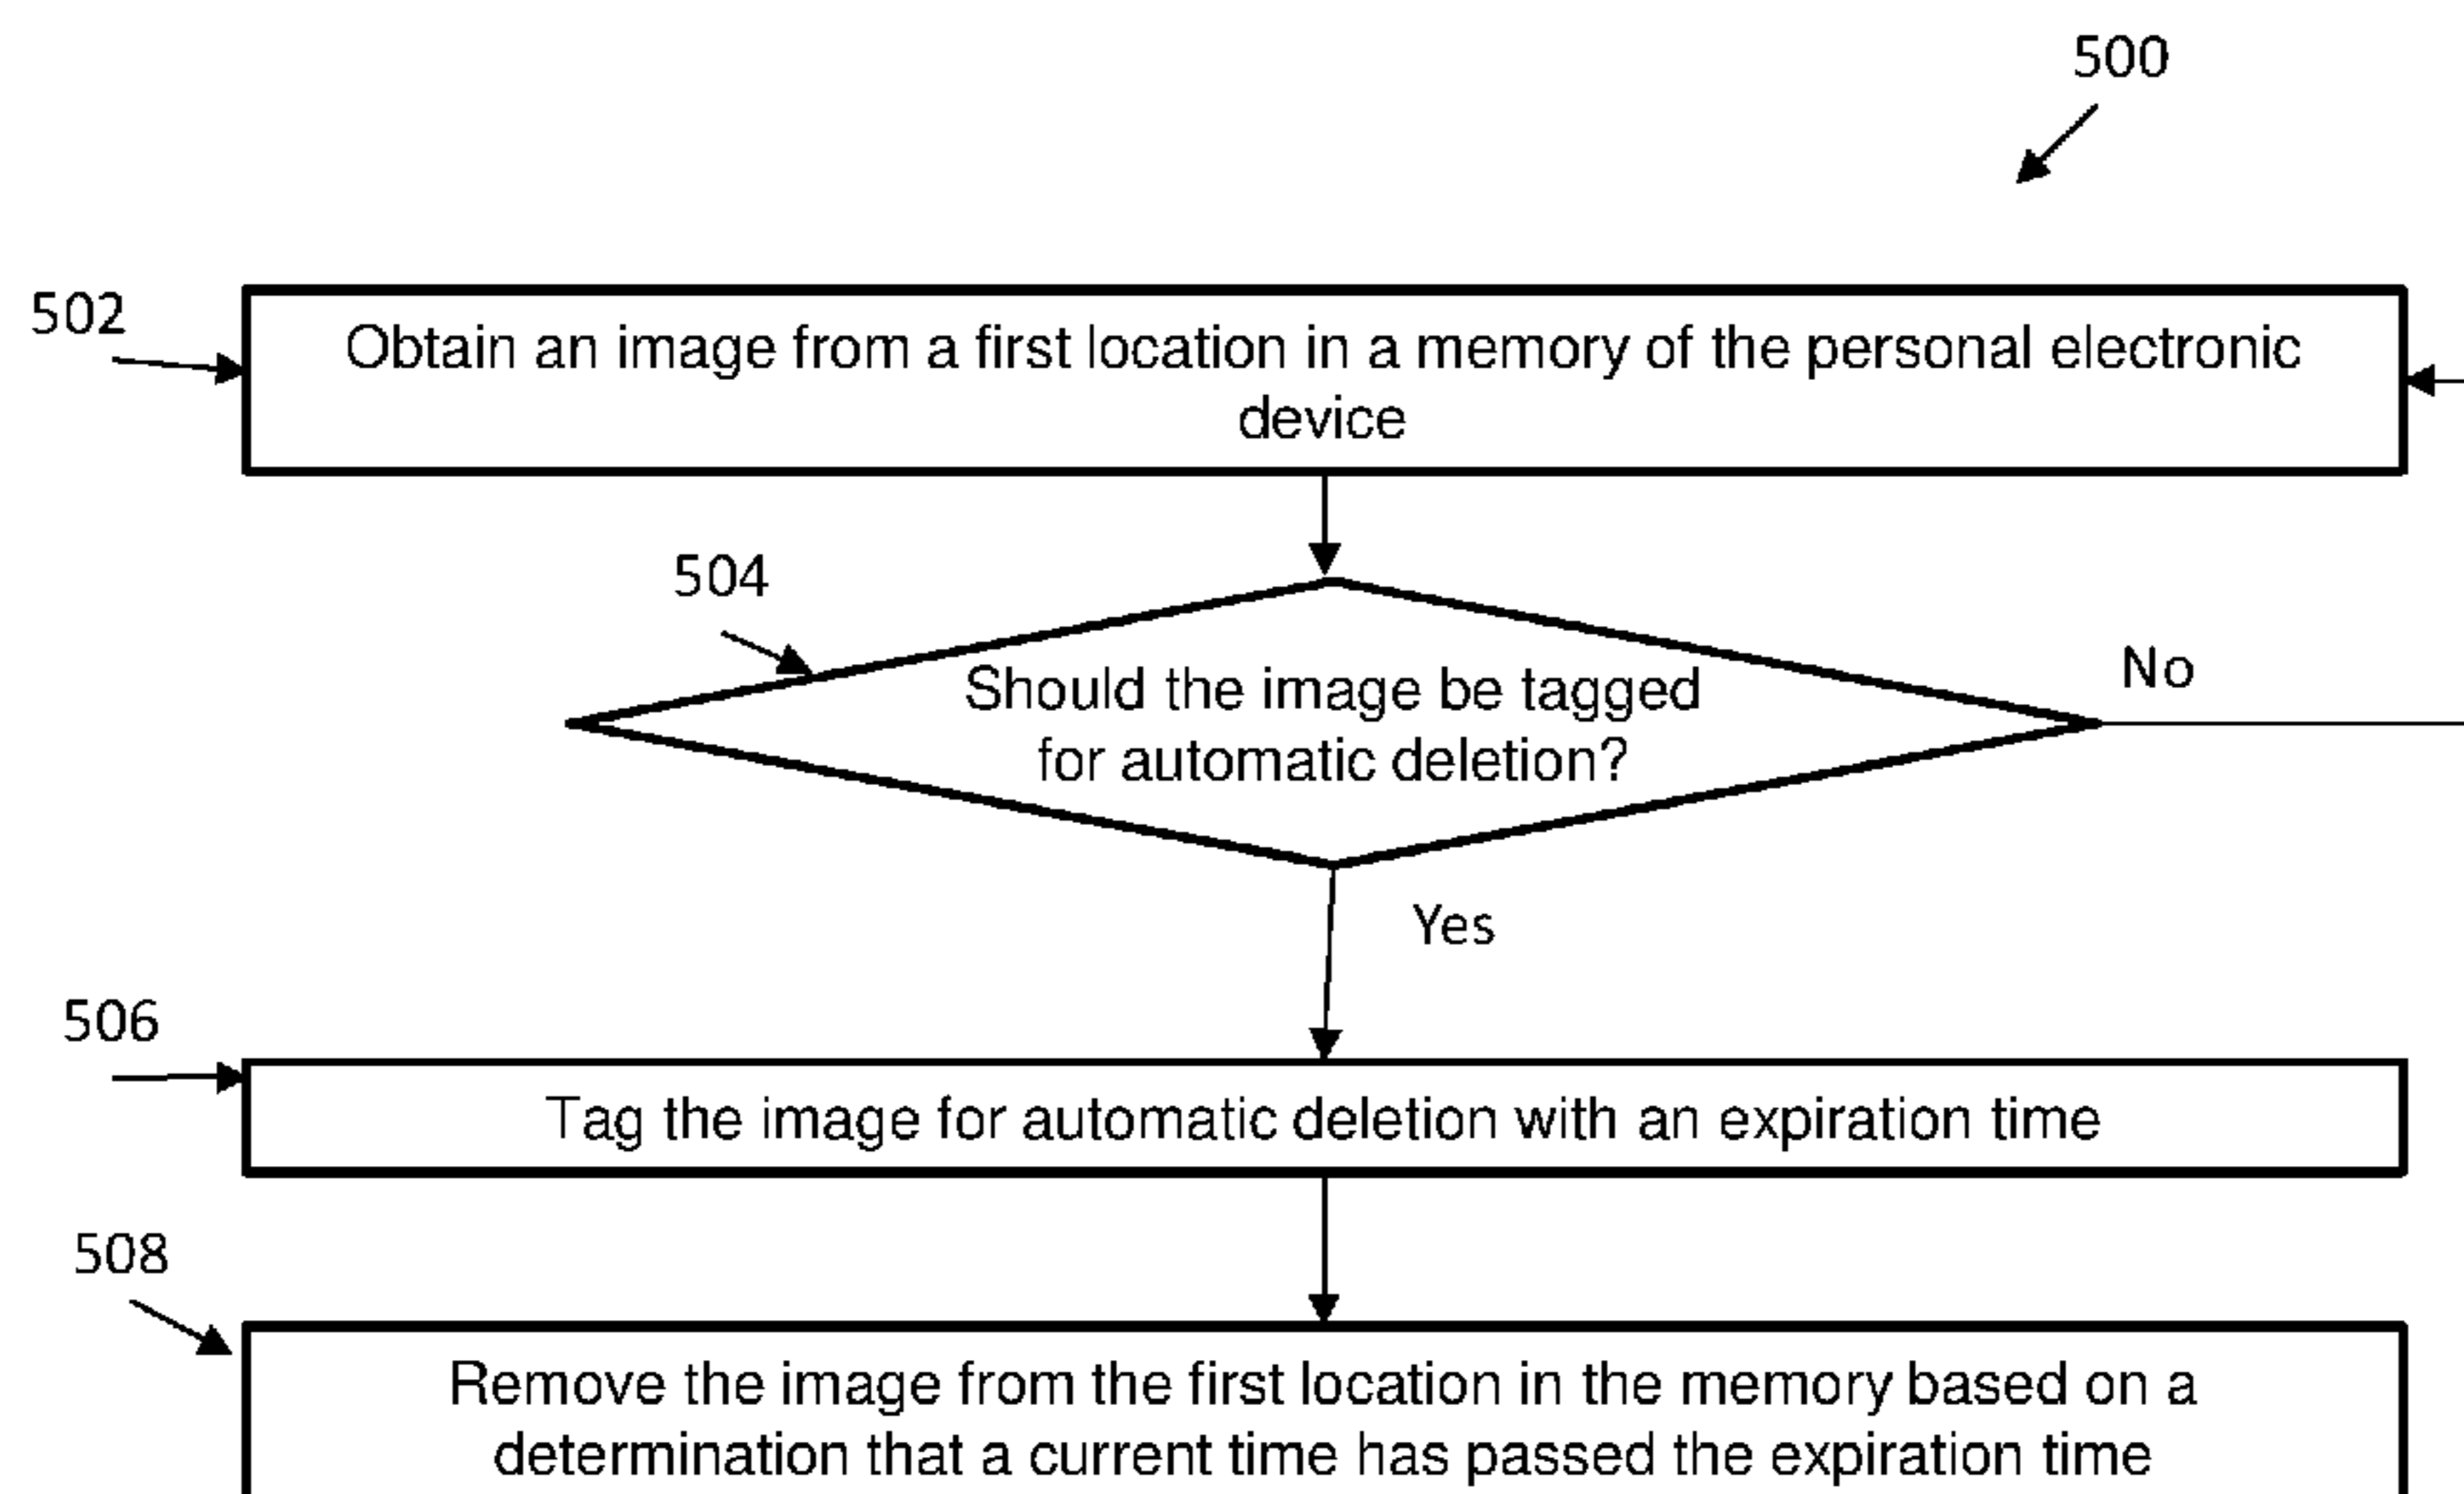 500
502
Obtain an image from a first location in a memory of the personal electronic
device
504
Should the image be tagged
for automatic deletion?
No
Yes
506
Tag the image for automatic deletion with an expiration time
508
Remove the image from the first location in the memory based on a
determination that a current time has passed the expiration time